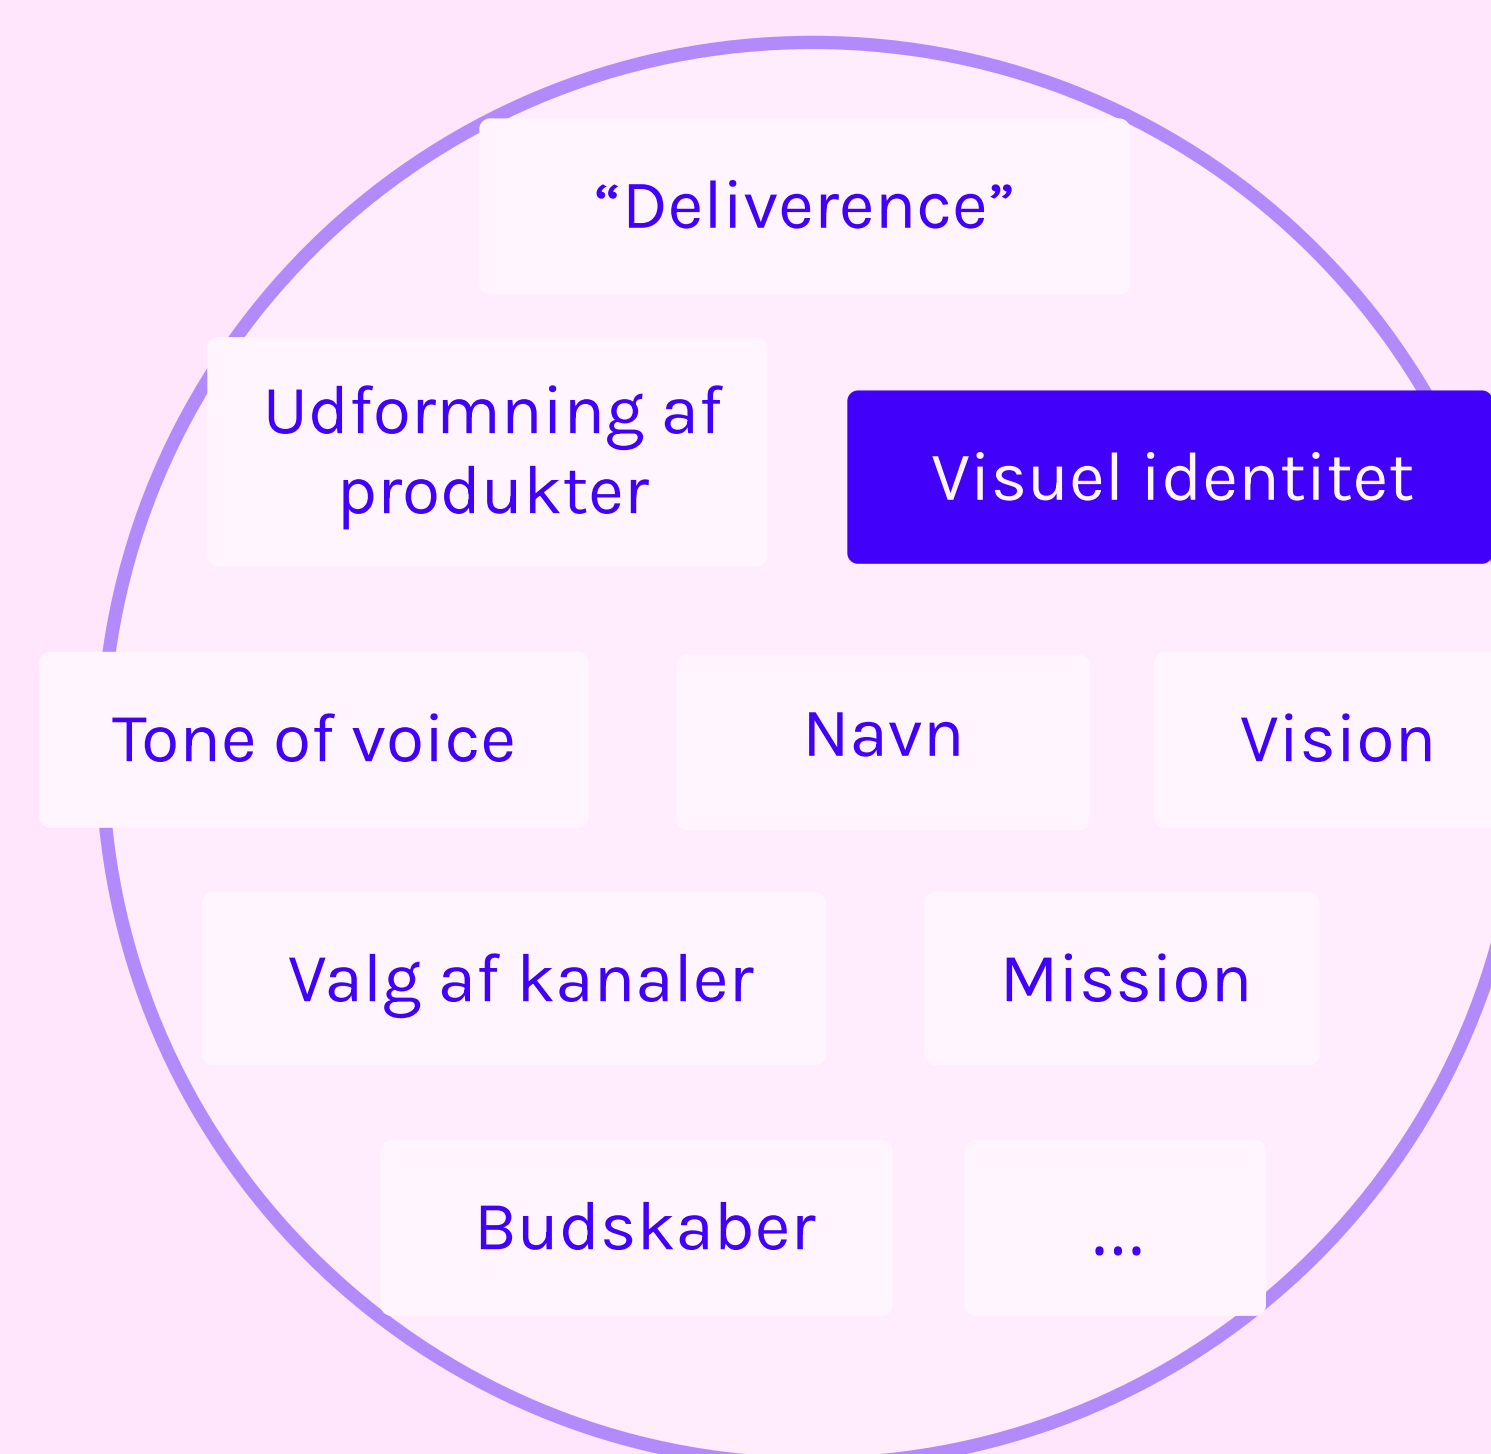 “Deliverence”
Udformning af
produkter
Visuel identitet
Tone of voice
Navn
Vision
Valg af kanaler
Mission
Budskaber
...